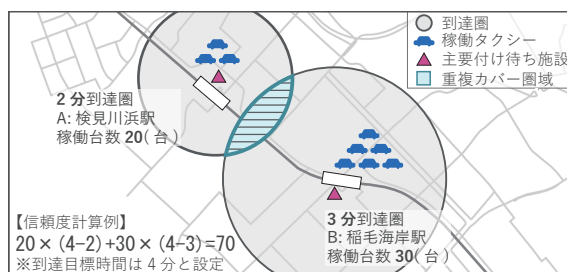 到達圏
稼働タクシー
主要付け待ち施設
重複カバー圏域
2分到達圏
A: 検見川浜駅
稼働台数20(台)
3分到達圏
B: 稲毛海岸駅
稼働台数30(台)
【信頼度計算例】
20×(4-2)+30×(4-3)=70
※到達目標時間は4分と設定